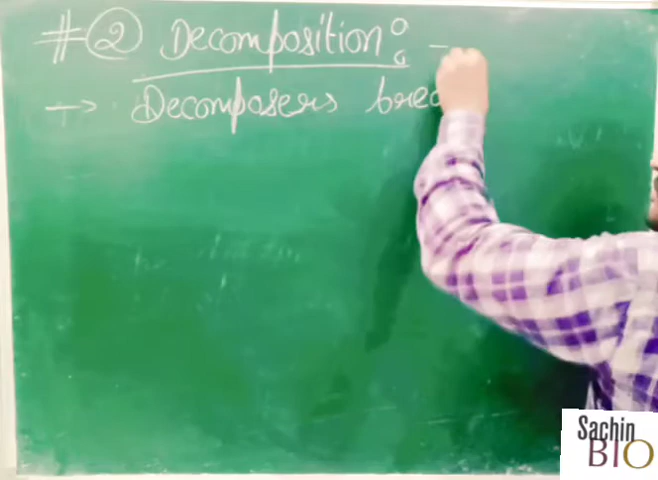 # ② Decomposition: -
→ Decomposers brea
Sachin
BIO